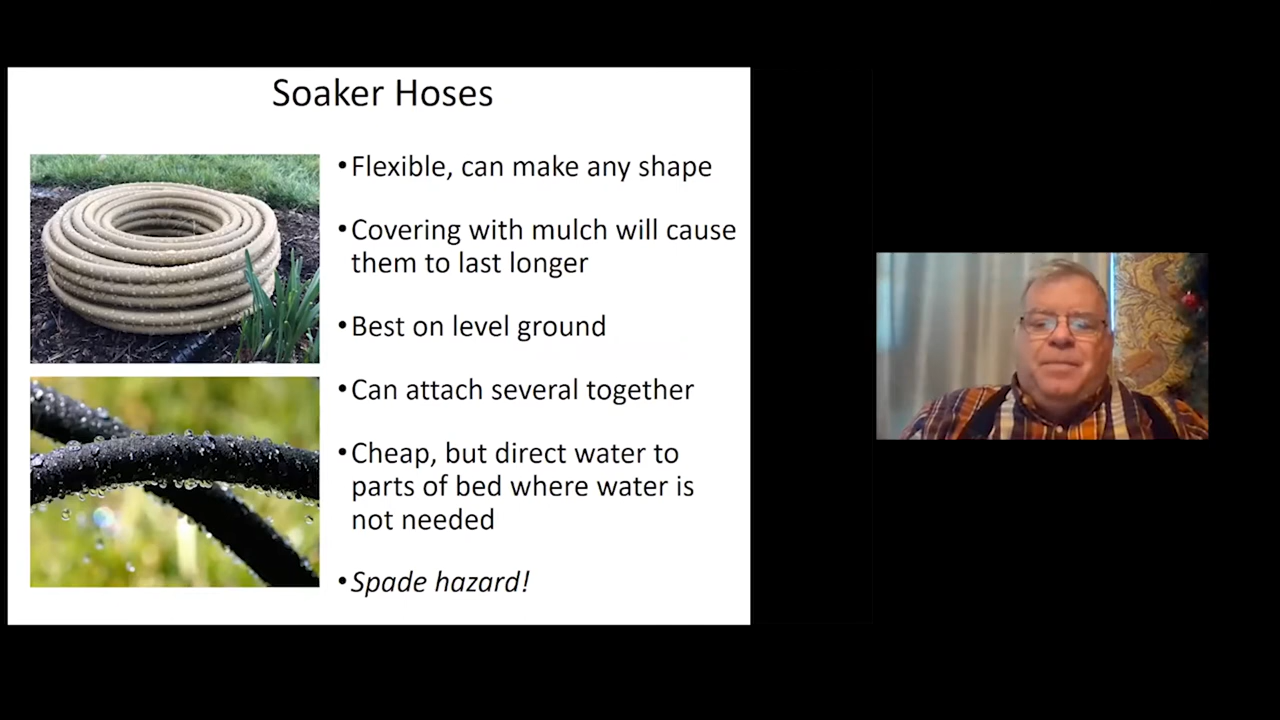 Soaker Hoses
•Flexible, can make any shape
•Covering with mulch will cause
them to last longer
•Best on level ground
•Can attach several together
•Cheap, but direct water to
parts of bed where water is
not needed
•Spade hazard!